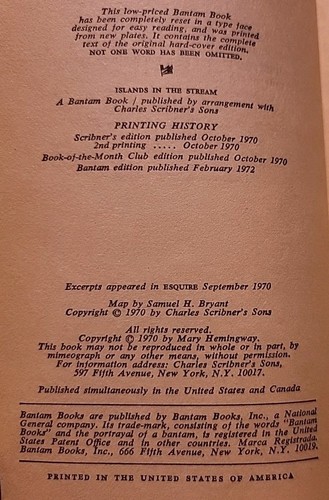 This low-priced Bantam Book
has been completely reset in a type face
designed for easy reading, and was printed
from new plates. It contains the complete
text of the original hard-cover edition.
NOT ONE WORD HAS BEEN OMITTED.
ISLANDS IN THE STREAM
A Bantam Book / published by arrangement with
Charles Scribner's Sons
PRINTING HISTORY
Scribner's edition published October 1970
2nd printing ..... October 1970
Book-of-the-Month Club edition published October 1970
Bantam edition published February 1972
Excerpts appeared in ESQUIRE September 1970
Map by Samuel H. Bryant
Copyright © 1970 by Charles Scribner's Sons
All rights reserved.
Copyright © 1970 by Mary Hemingway.
This book may not be reproduced in whole or in part, by
mimeograph or any other means, without permission.
For information address: Charles Scribner's Sons,
597 Fifth Avenue, New York, N.Y. 10017.
Published simultaneously in the United States and Canada
Bantam Books are published by Bantam Books, Inc., a National
General company. Its trade-mark, consisting of the words "Bantam
Books" and the portrayal of a bantam, is registered in the United
States Patent Office and in other countries. Marca Registrada.
Bantam Books, Inc., 666 Fifth Avenue, New York, N.Y. 10019.
PRINTED IN THE UNITED STATES OF AMERICA